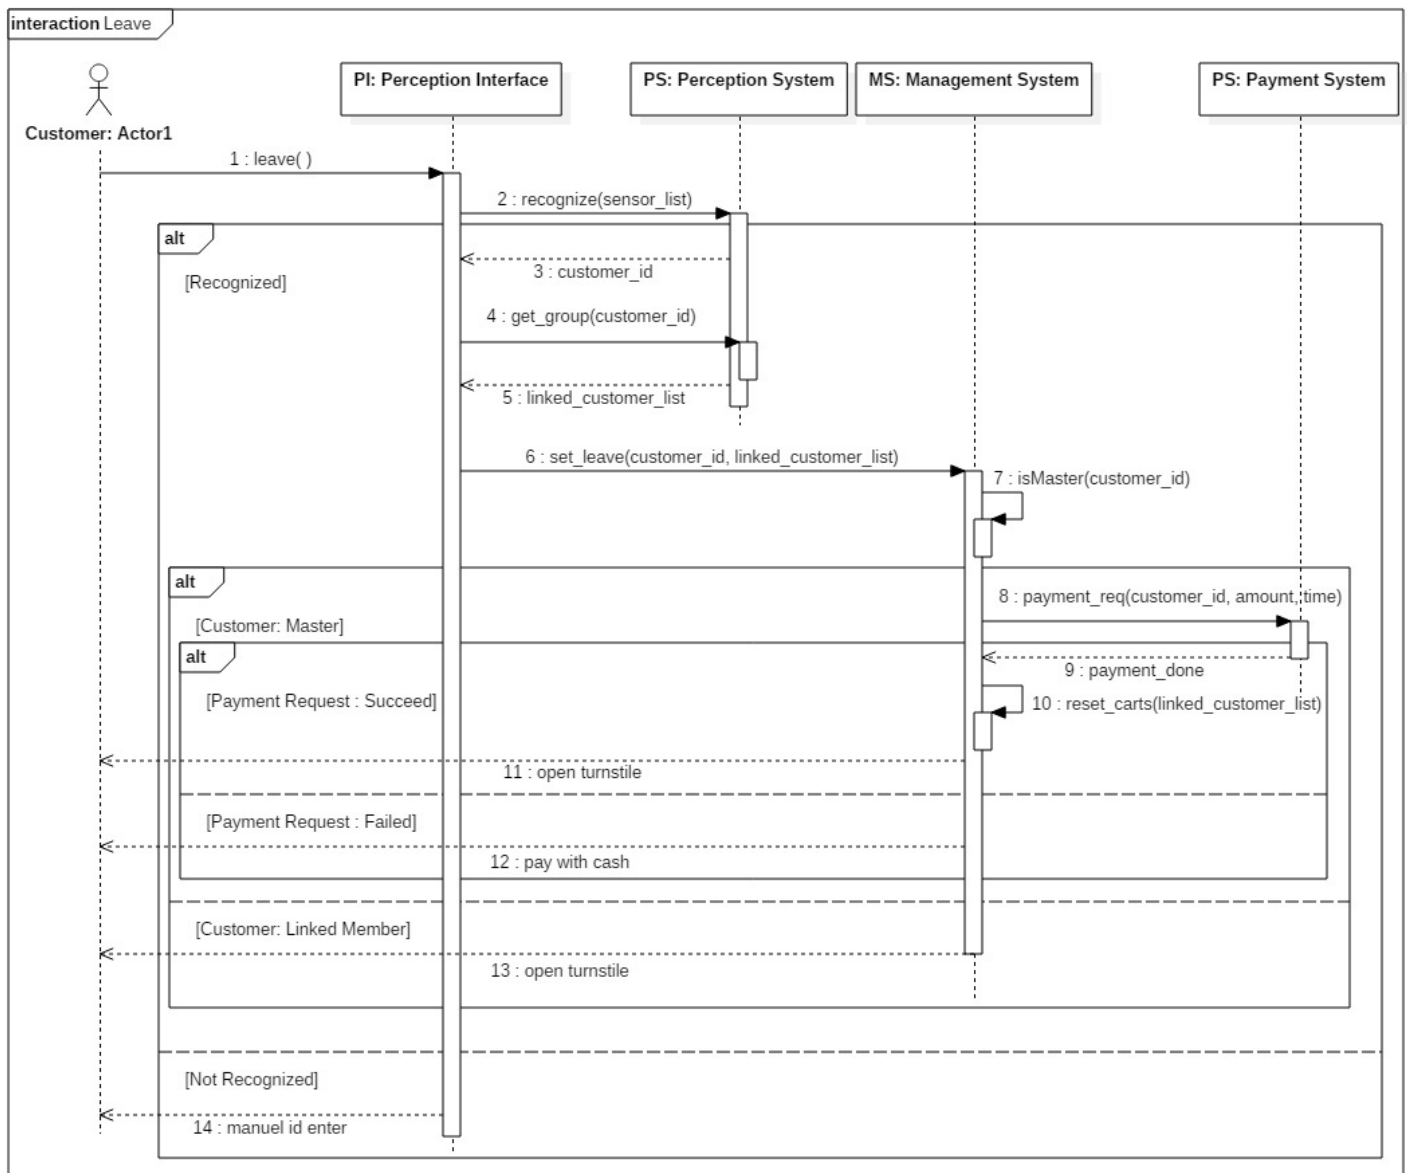 interaction Leave
PI: Perception Interface
PS: Perception System
MS: Management System
PS: Payment System
Customer: Actor1
1 : leave( )
2 : recognize(sensor_list)
alt
3 : customer_id
[Recognized]
4 : get_group(customer_id)
5 : linked_customer_list
6 : set_leave(customer_id, linked_customer_list)
7 : isMaster(customer_id)
alt
8 : payment_req(customer_id, amount, time)
[Customer: Master]
alt
9 : payment_done
[Payment Request : Succeed]
10 : reset_carts(linked_customer_list)
11 : open turnstile
[Payment Request : Failed]
12 : pay with cash
[Customer: Linked Member]
13 : open turnstile
[Not Recognized]
14 : manuel id enter